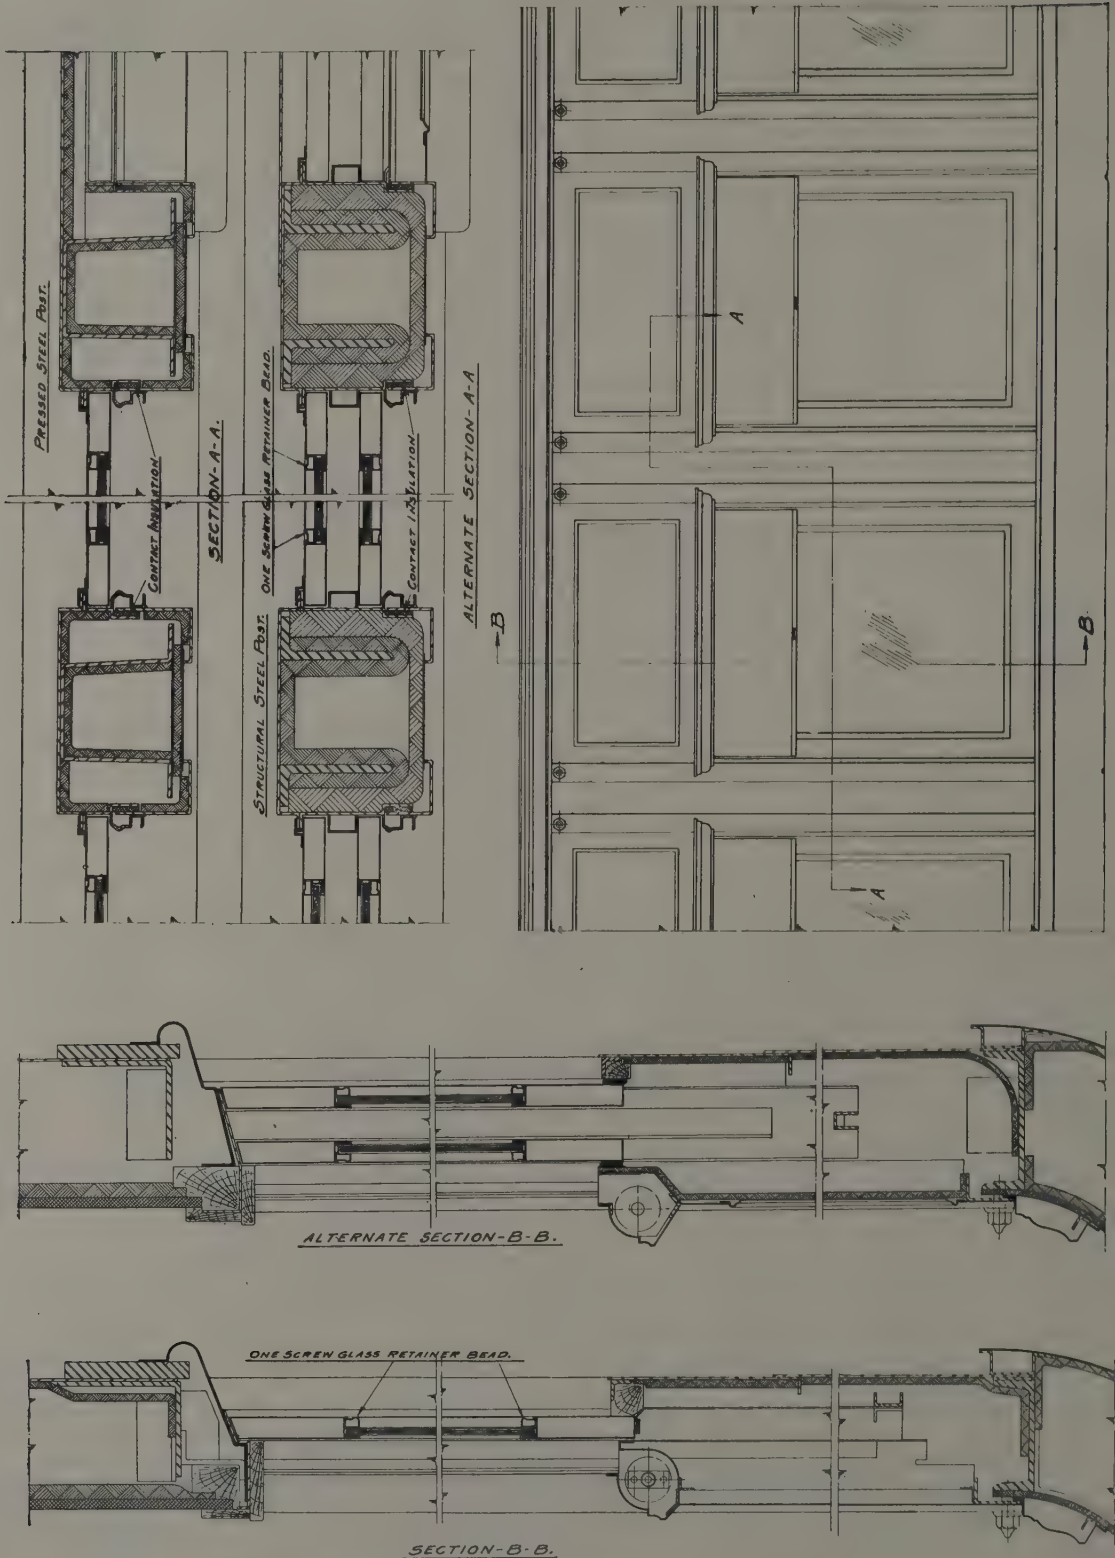 PRESSED STEEL POST.
CONTACT INSULATION
SECTION-A-A.
STRUCTURAL STEEL POST.
ONE SCREW GLASS RETAINER BEAD.
CONTACT INSULATION
ALTERNATE SECTION-A-A
A
A
B
B
ALTERNATE SECTION-B-B.
ONE SCREW GLASS RETAINER BEAD.
SECTION-B-B.